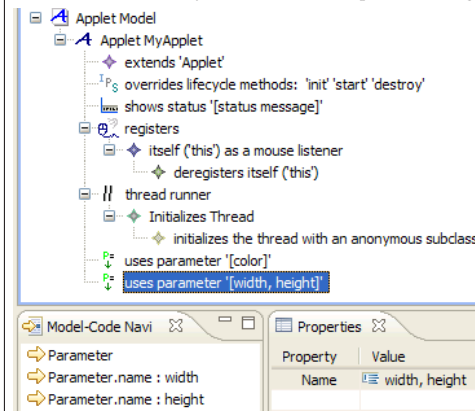 Applet Model
Applet MyApplet
extends 'Applet'
overrides lifecycle methods: 'init' 'start' 'destroy'
shows status '[status message]'
registers
itself ('this') as a mouse listener
deregisters itself ('this')
thread runner
Initializes Thread
initializes the thread with an anonymous subclass
uses parameter '[color]'
uses parameter '[width, height]'
Model-Code Navi
Parameter
Parameter.name : width
Parameter.name : height
Properties
Property Value
Name width, height